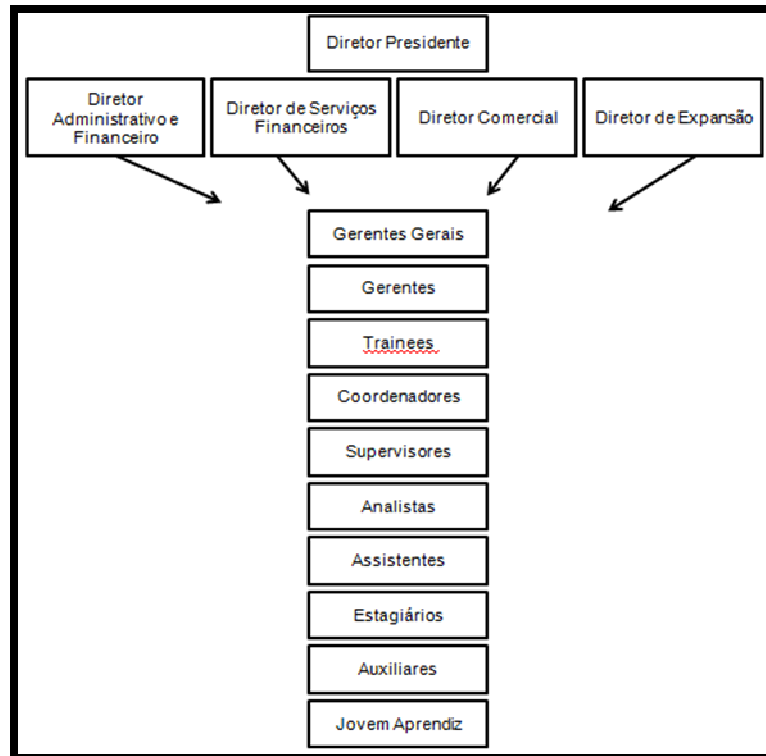 Diretor Presidente
Diretor
Administrativo e
Financeiro
Diretor de Serviços
Financeiros
Diretor Comercial
Diretor de Expansão
Gerentes Gerais
Gerentes
Trainees
Coordenadores
Supervisores
Analistas
Assistentes
Estagiários
Auxiliares
Jovem Aprendiz